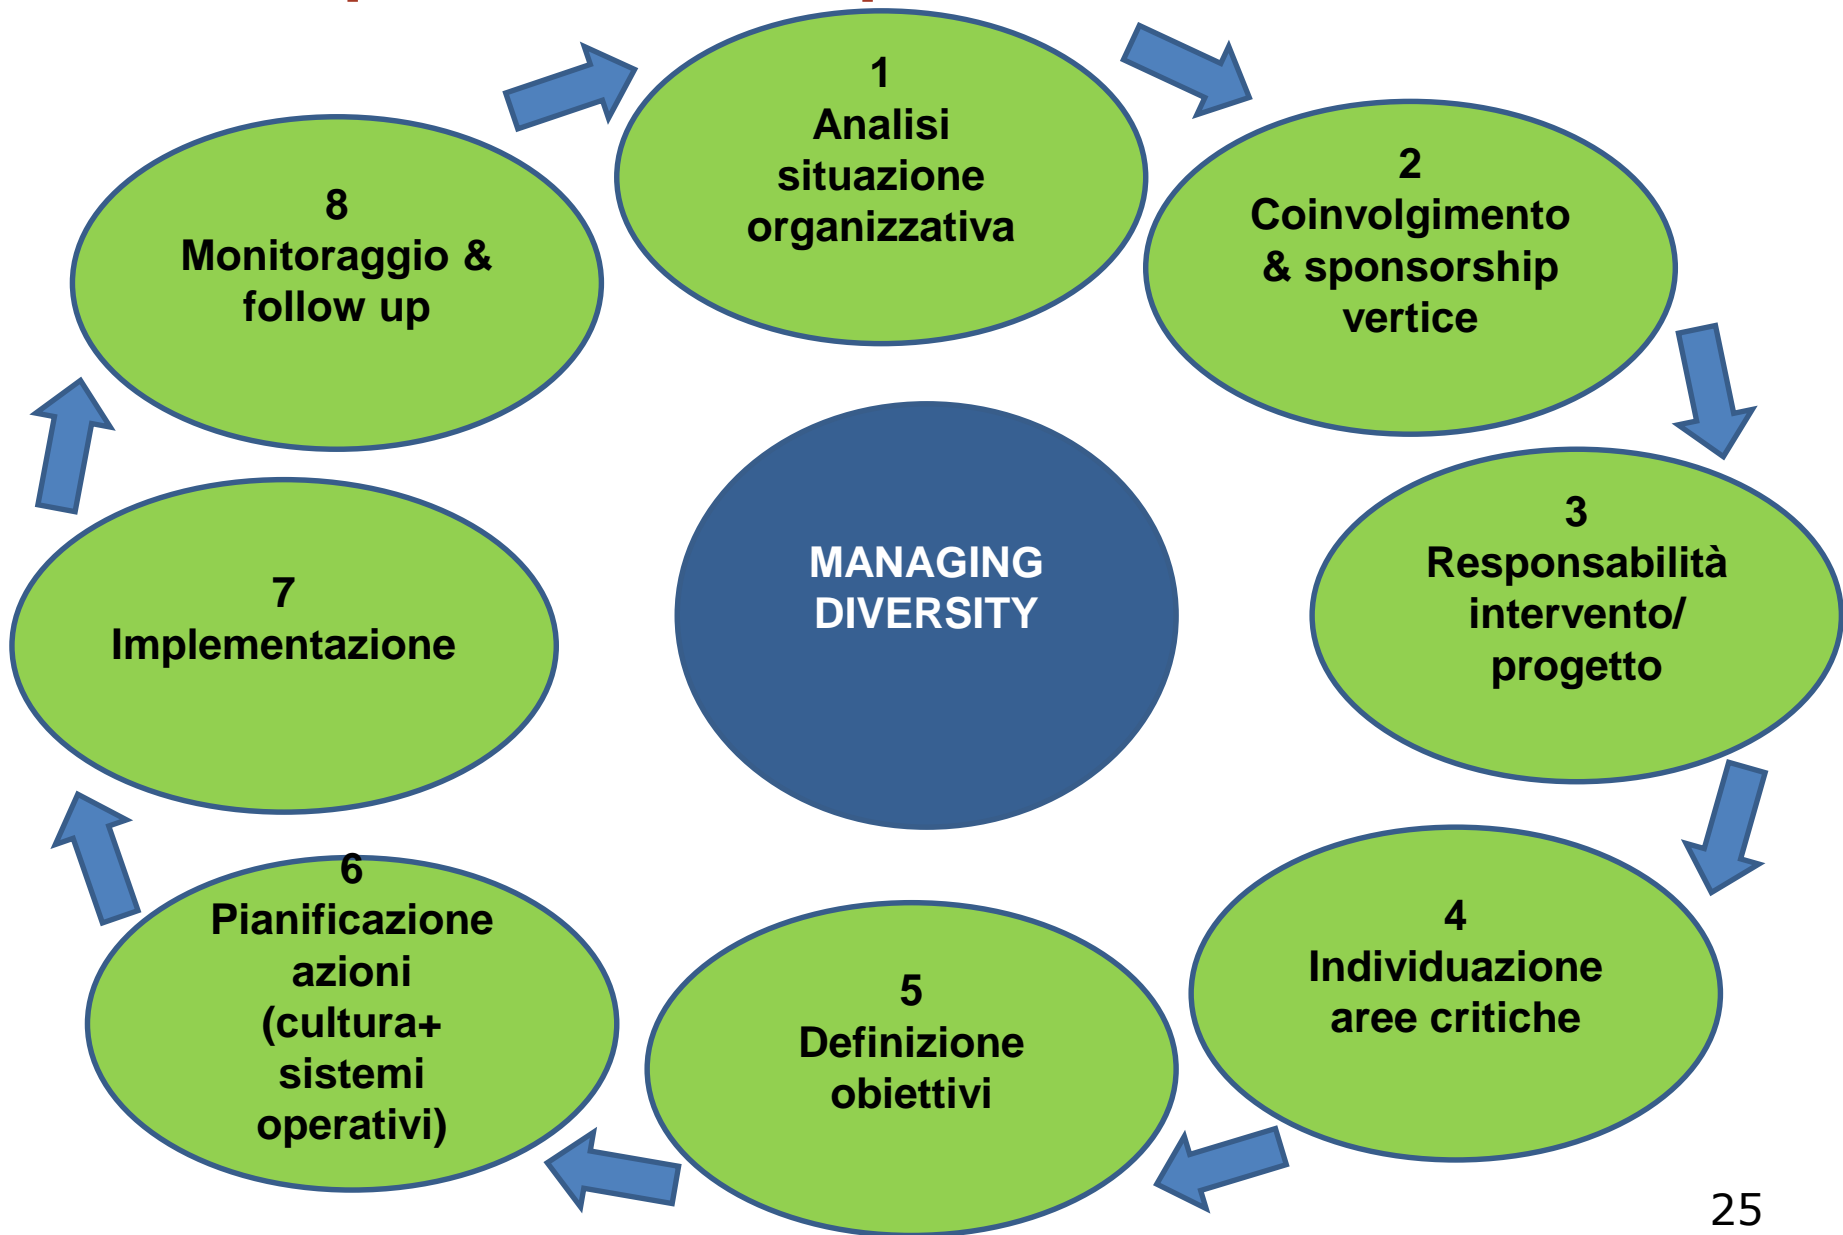 1
Analisi
situazione
organizzativa
2
Coinvolgimento
& sponsorship
vertice
3
Responsabilità
intervento/
progetto
4
Individuazione
aree critiche
5
Definizione
obiettivi
6
Pianificazione
azioni
(cultura+
sistemi
operativi)
7
Implementazione
8
Monitoraggio &
follow up
MANAGING
DIVERSITY
25